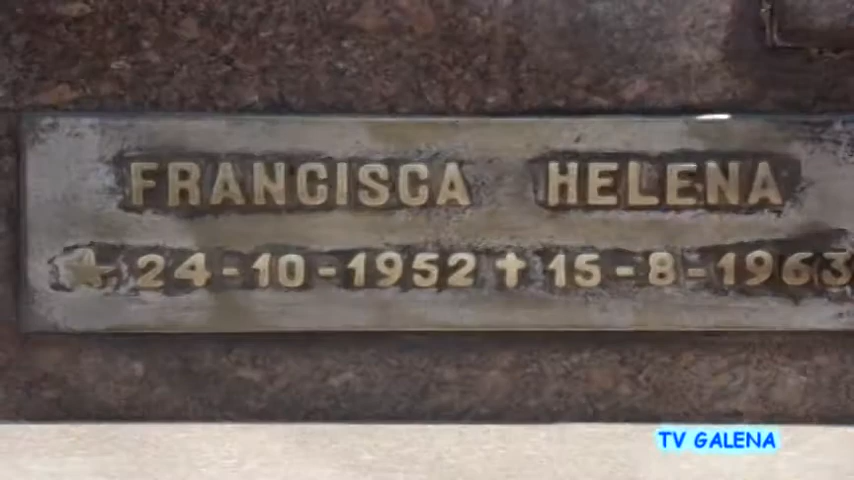 FRANCISCA HELENA
★ 24-10-1952 ✝ 15-8-1963
TV GALENA